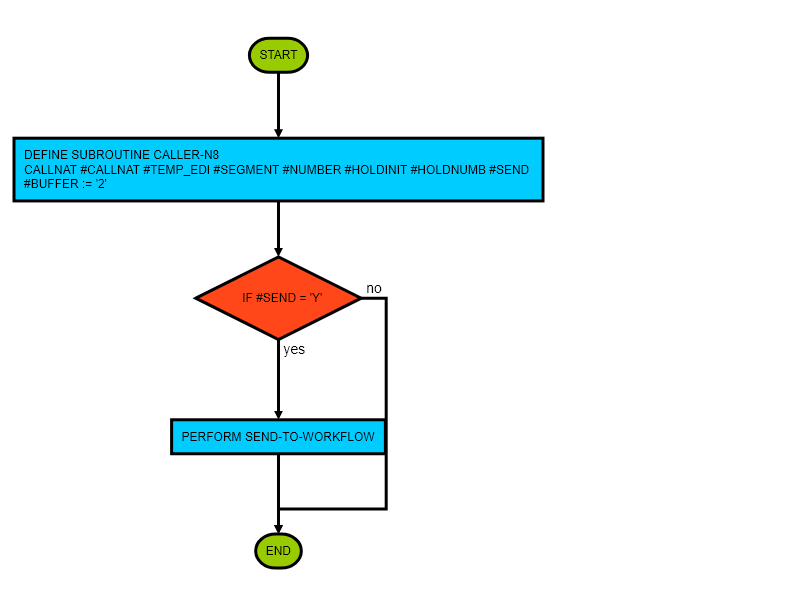 START
DEFINE SUBROUTINE CALLER-N8
CALLNAT #CALLNAT #TEMP_EDI #SEGMENT #NUMBER #HOLDINIT #HOLDNUMB #SEND
#BUFFER := '2'
IF #SEND = 'Y'
no
yes
PERFORM SEND-TO-WORKFLOW
END